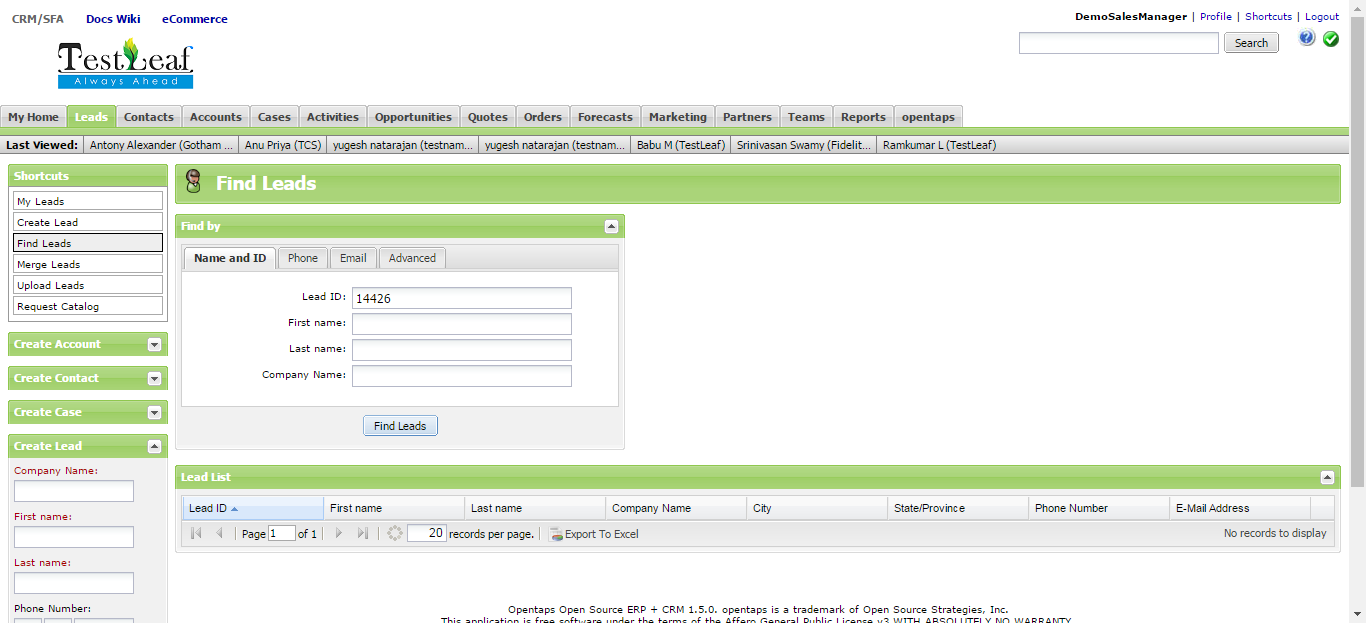 CRM/SFA Docs Wiki eCommerce
DemoSalesManager | Profile | Shortcuts | Logout
TestLeaf
Always Ahead
Search
My Home Leads Contacts Accounts Cases Activities Opportunities Quotes Orders Forecasts Marketing Partners Teams Reports opentaps
Last Viewed: Antony Alexander (Gotham ... Anu Priya (TCS) yugesh natarajan (testnam... yugesh natarajan (testnam... Babu M (TestLeaf) Srinivasan Swamy (Fidelit... Ramkumar L (TestLeaf)
Shortcuts
My Leads
Create Lead
Find Leads
Merge Leads
Upload Leads
Request Catalog
Create Account
Create Contact
Create Case
Create Lead
Company Name:
First name:
Last name:
Phone Number:
Find Leads
Find by
Name and ID Phone Email Advanced
Lead ID: 14426
First name:
Last name:
Company Name:
Find Leads
Lead List
Lead ID First name Last name Company Name City State/Province Phone Number E-Mail Address
Page 1 of 1 20 records per page. Export To Excel No records to display
Opentaps Open Source ERP + CRM 1.5.0. opentaps is a trademark of Open Source Strategies, Inc.
This application is free software under the terms of the Affero General Public License v3 WITH ABSOLUTELY NO WARRANTY